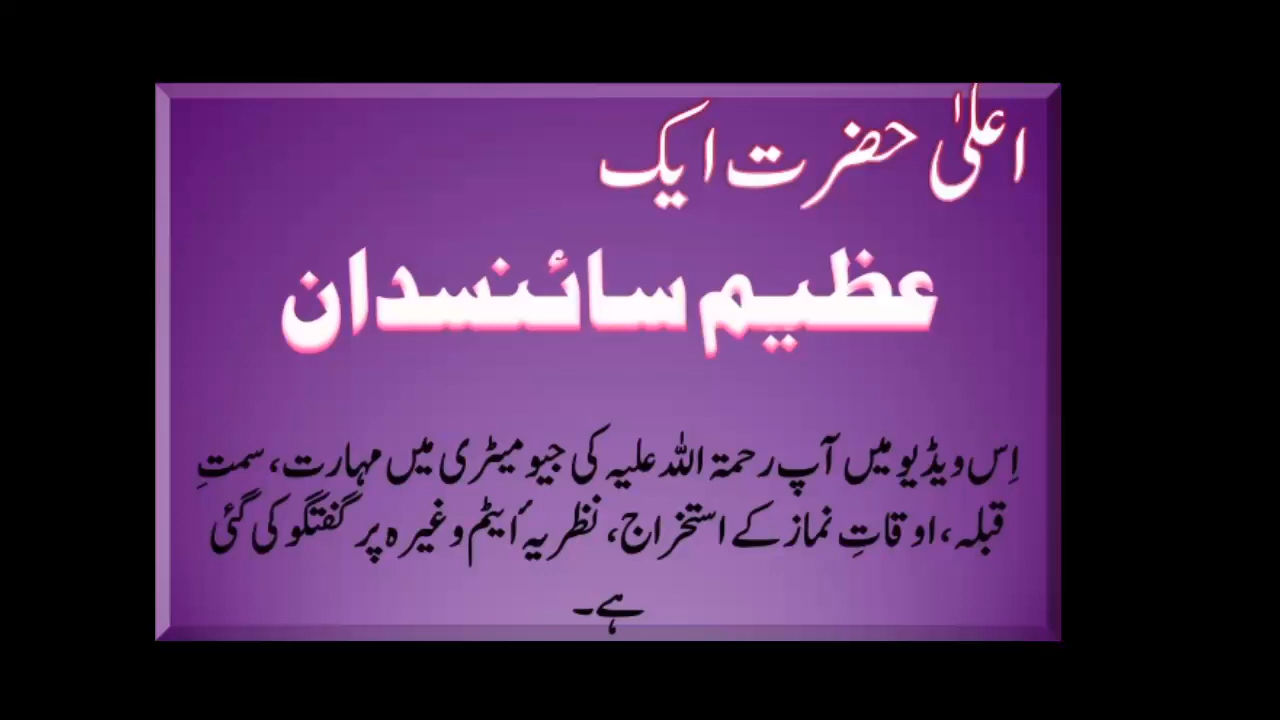 اعلیٰ حضرت ایک
عظیم سائنسدان
اِس ویڈیو میں آپ رحمۃ اللہ علیہ کی جیومیٹری میں مہارت، سمتِ
قبلہ، اوقاتِ نماز کے استخراج، نظریۂ ایٹم وغیرہ پر گفتگو کی گئی
ہے۔